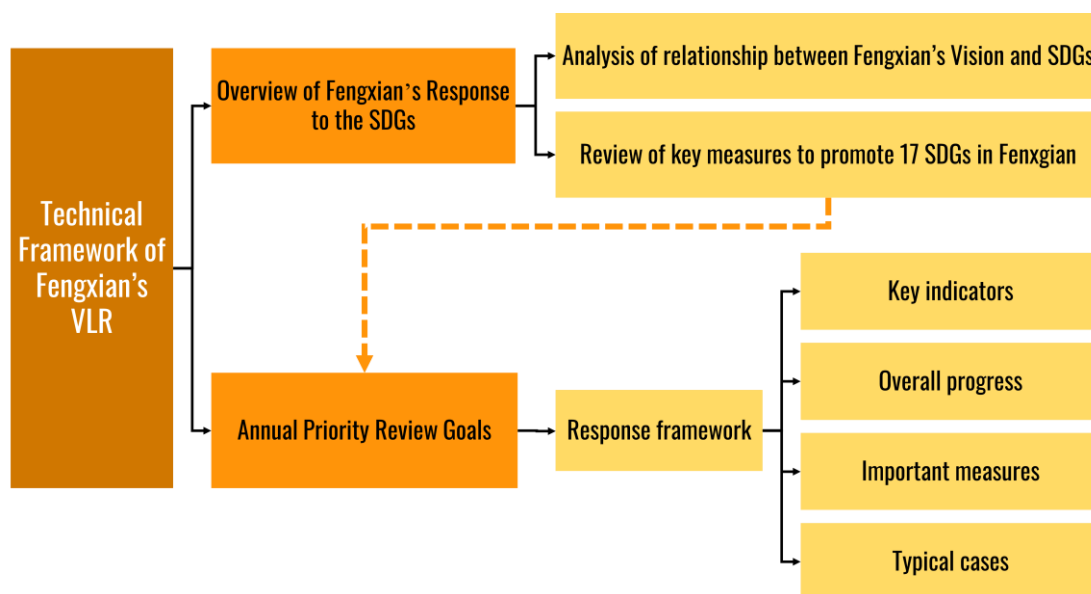 Technical
Framework of
Fengxian's
VLR
Overview of Fengxian’s Response
to the SDGs
Analysis of relationship between Fengxian's Vision and SDGs
Review of key measures to promote 17 SDGs in Fenxgian
Annual Priority Review Goals
Response framework
Key indicators
Overall progress
Important measures
Typical cases